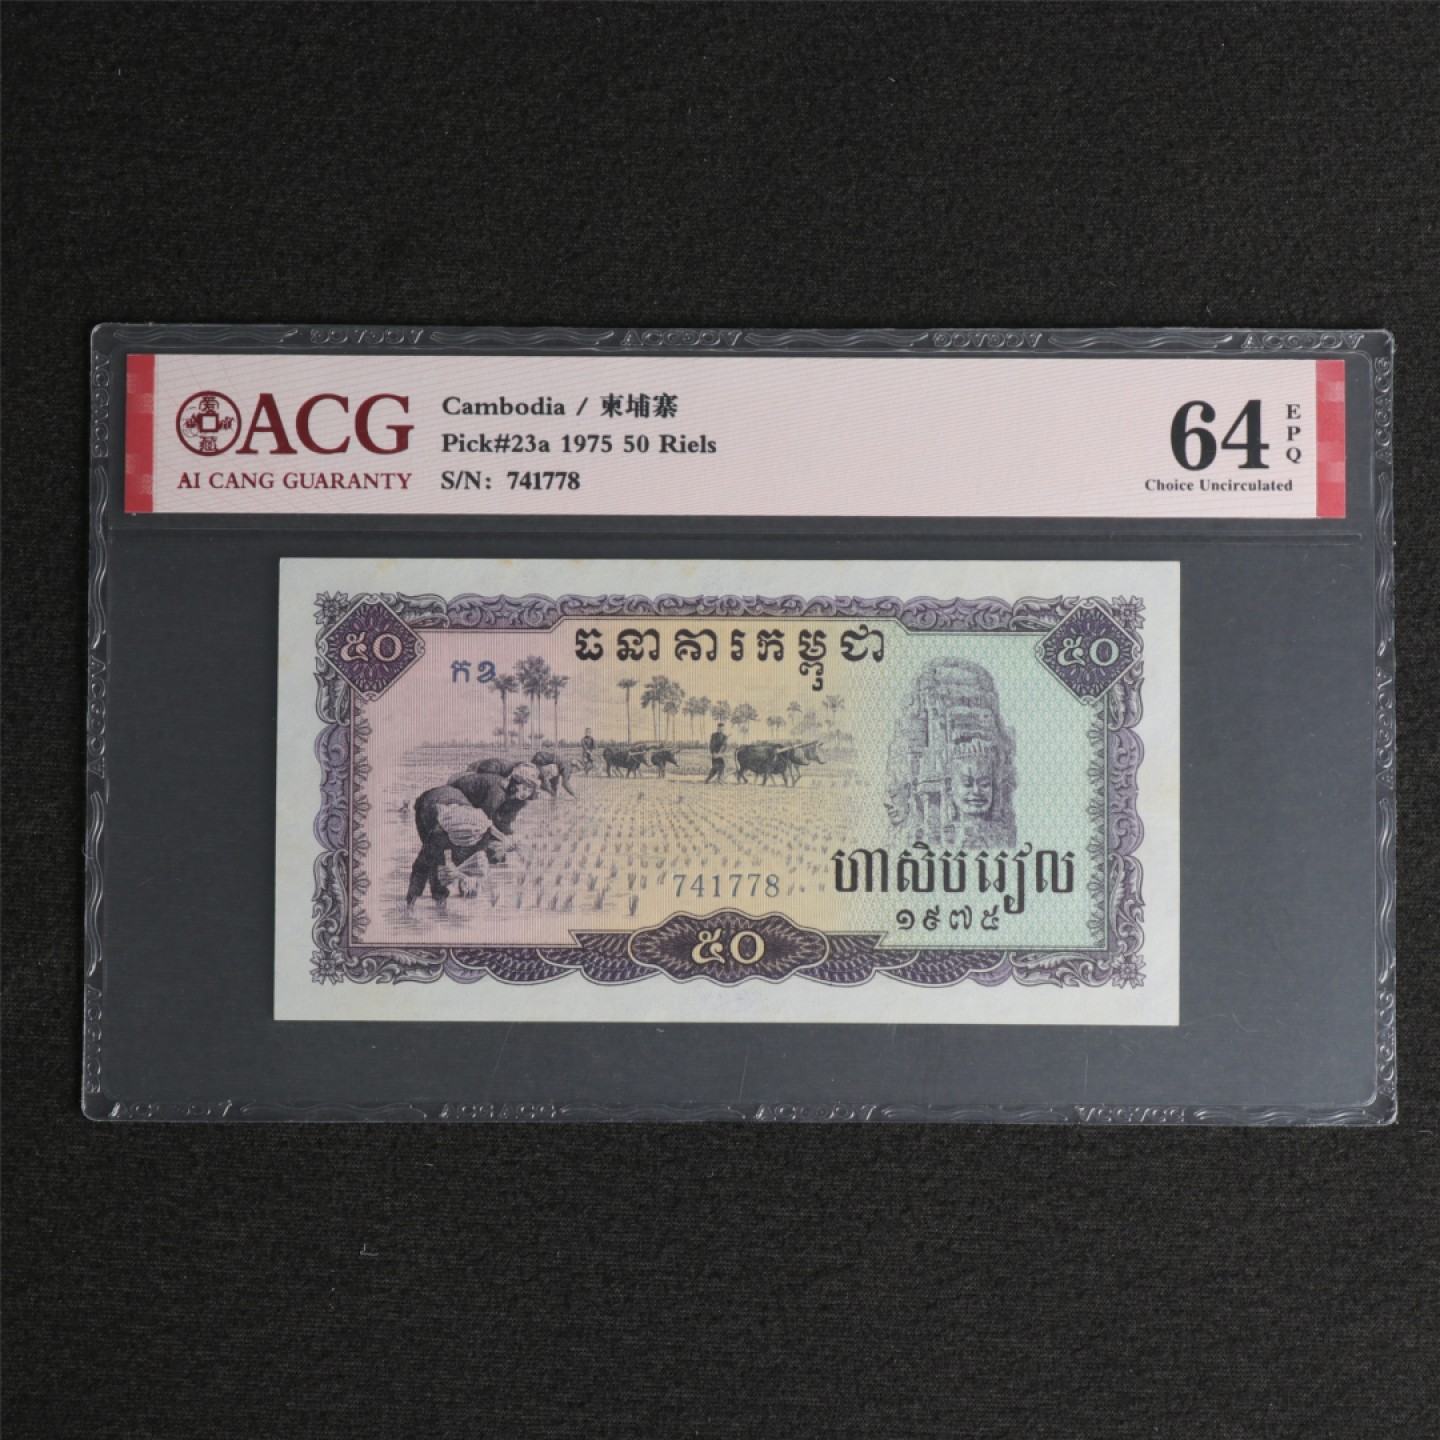 ACG
AI CANG GUARANTY
Cambodia / 柬埔寨
Pick#23a 1975 50 Riels
S/N: 741778
64 EPQ
Choice Uncirculated
៥០
ធនាគារកម្ពុជា
៥០
កខ
741778
ហាសិបរៀល
១៩៧៥
៥០